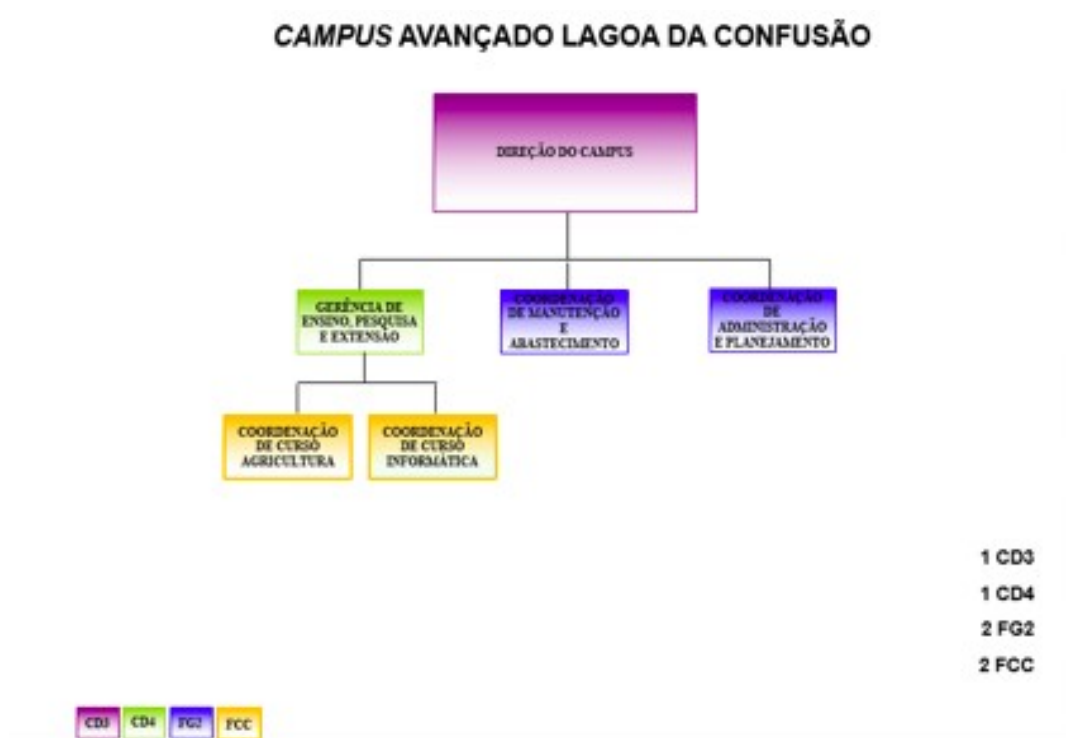 CAMPUS AVANÇADO LAGOA DA CONFUSÃO
DIREÇÃO DO CAMPUS
GERÊNCIA DE
ENSINO, PESQUISA
E EXTENSÃO
COORDENAÇÃO
DE MANUTENÇÃO
E
ABASTECIMENTO
COORDENAÇÃO
DE
ADMINISTRAÇÃO
E PLANEJAMENTO
COORDENAÇÃO
DE CURSO
AGRICULTURA
COORDENAÇÃO
DE CURSO
INFORMÁTICA
1 CD3
1 CD4
2 FG2
2 FCC
CD3 CD4 FG2 FCC